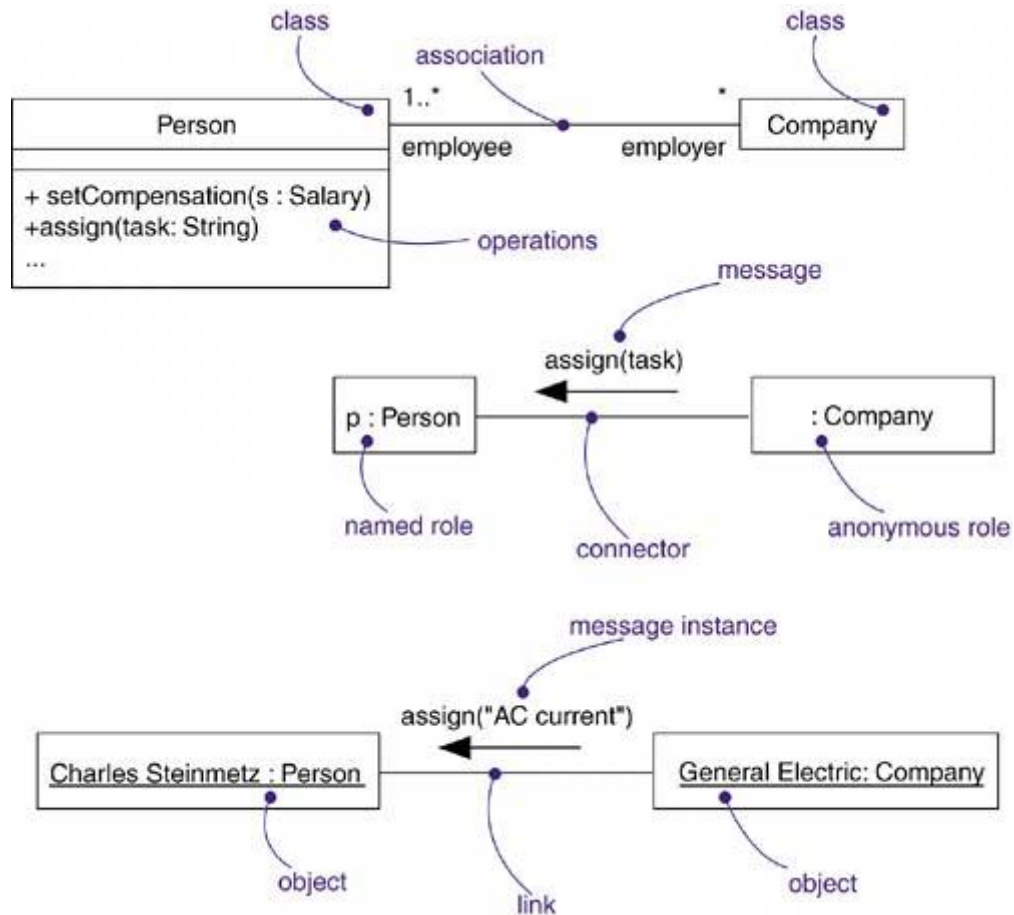 class
class
association
1..*
*
Person
Company
employee
employer
+ setCompensation(s : Salary)
+assign(task: String)
...
operations
message
assign(task)
p : Person
: Company
named role
anonymous role
connector
message instance
assign("AC current")
Charles Steinmetz : Person
General Electric: Company
object
object
link